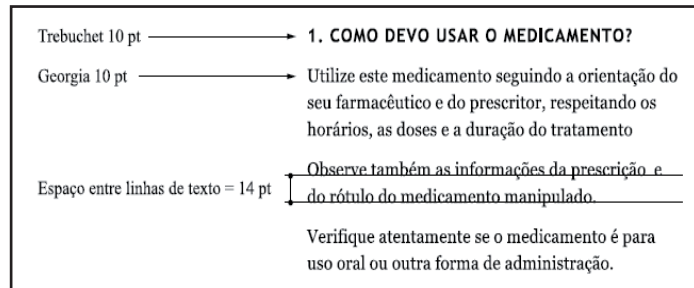 Trebuchet 10 pt
1. COMO DEVO USAR O MEDICAMENTO?
Georgia 10 pt
Utilize este medicamento seguindo a orientação do
seu farmacêutico e do prescritor, respeitando os
horários, as doses e a duração do tratamento
Espaço entre linhas de texto = 14 pt
Observe também as informações da prescrição e
do rótulo do medicamento manipulado.
Verifique atentamente se o medicamento é para
uso oral ou outra forma de administração.